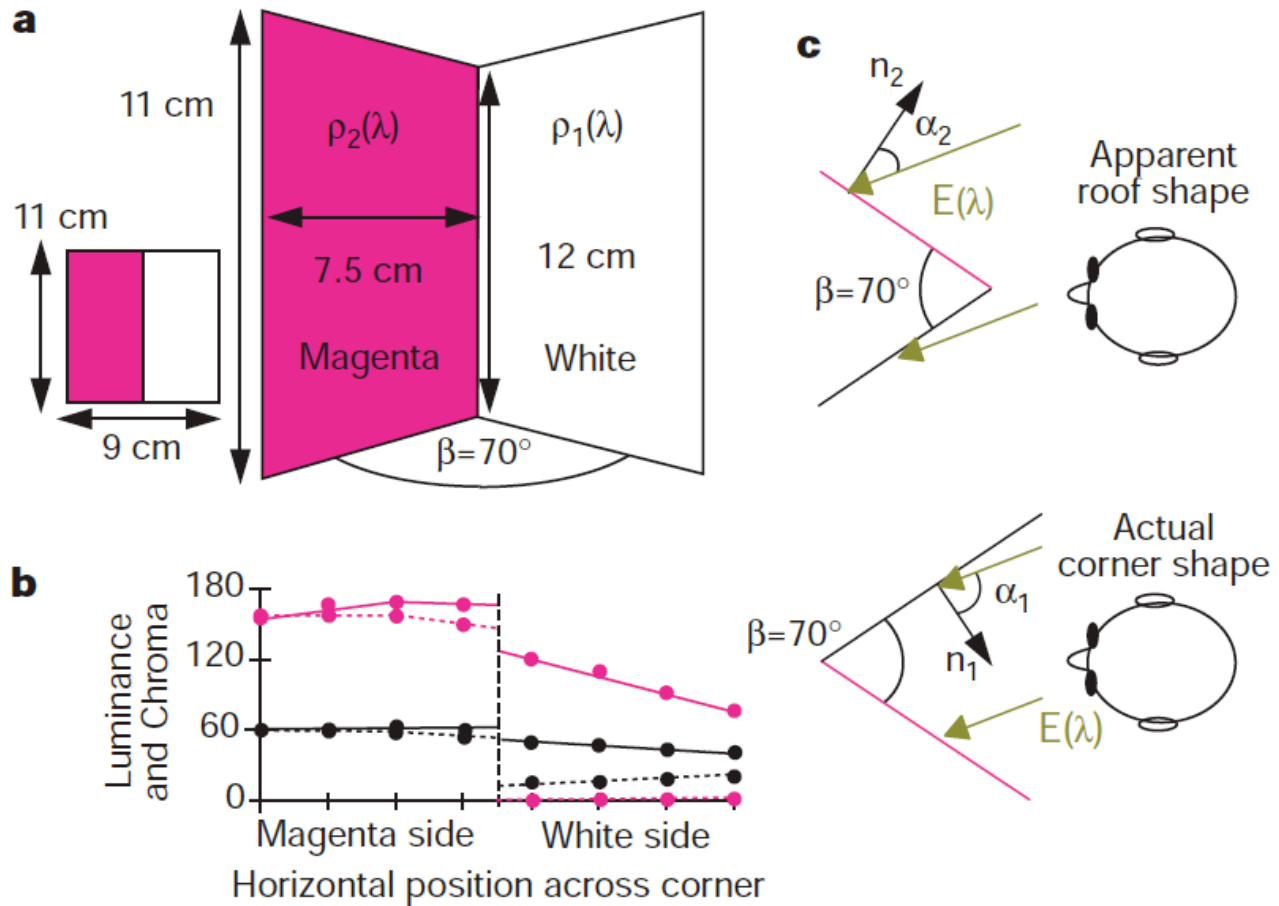 a
11 cm
ρ₂(λ)
ρ₁(λ)
11 cm
7.5 cm
12 cm
Magenta
White
9 cm
β=70°
b
180
120
60
0
Luminance
and Chroma
Magenta side
White side
Horizontal position across corner
c
n₂
α₂
E(λ)
Apparent
roof shape
β=70°
Actual
corner shape
α₁
β=70°
n₁
E(λ)